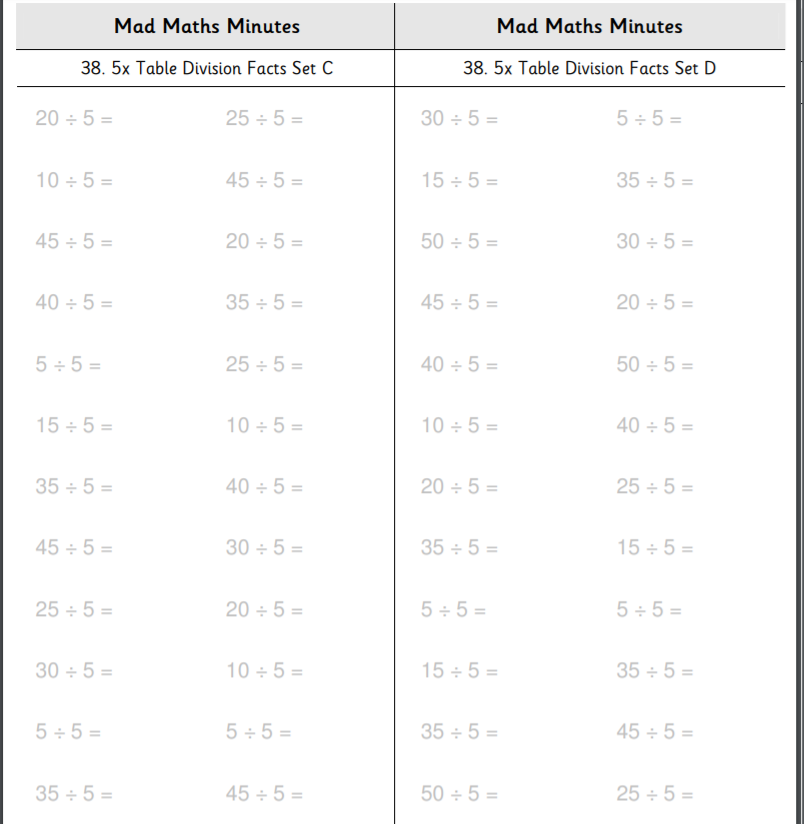 Mad Maths Minutes
38. 5x Table Division Facts Set C
20 ÷ 5 = 25 ÷ 5 =
10 ÷ 5 = 45 ÷ 5 =
45 ÷ 5 = 20 ÷ 5 =
40 ÷ 5 = 35 ÷ 5 =
5 ÷ 5 = 25 ÷ 5 =
15 ÷ 5 = 10 ÷ 5 =
35 ÷ 5 = 40 ÷ 5 =
45 ÷ 5 = 30 ÷ 5 =
25 ÷ 5 = 20 ÷ 5 =
30 ÷ 5 = 10 ÷ 5 =
5 ÷ 5 = 5 ÷ 5 =
35 ÷ 5 = 45 ÷ 5 =
Mad Maths Minutes
38. 5x Table Division Facts Set D
30 ÷ 5 = 5 ÷ 5 =
15 ÷ 5 = 35 ÷ 5 =
50 ÷ 5 = 30 ÷ 5 =
45 ÷ 5 = 20 ÷ 5 =
40 ÷ 5 = 50 ÷ 5 =
10 ÷ 5 = 40 ÷ 5 =
20 ÷ 5 = 25 ÷ 5 =
35 ÷ 5 = 15 ÷ 5 =
5 ÷ 5 = 5 ÷ 5 =
15 ÷ 5 = 35 ÷ 5 =
35 ÷ 5 = 45 ÷ 5 =
50 ÷ 5 = 25 ÷ 5 =